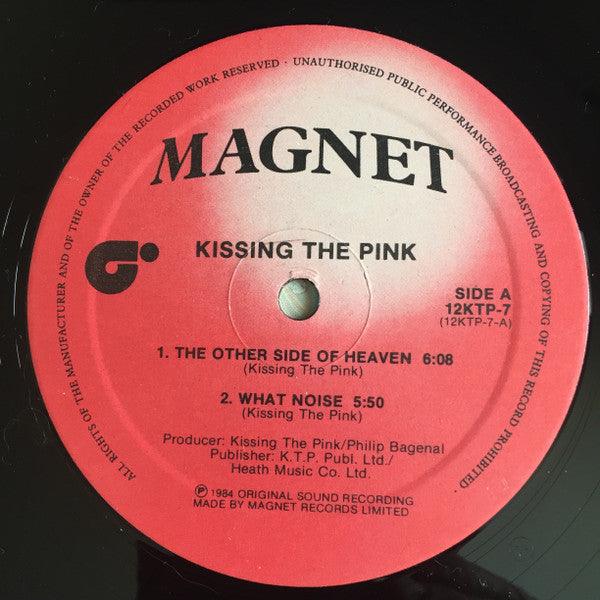 ALL RIGHTS OF THE MANUFACTURER AND OF THE OWNER OF THE RECORDED WORK RESERVED · UNAUTHORISED PUBLIC PERFORMANCE BROADCASTING AND COPYING OF THIS RECORD PROHIBITED ·
MAGNET
KISSING THE PINK
SIDE A
12KTP-7
(12KTP-7-A)
1. THE OTHER SIDE OF HEAVEN 6:08
(Kissing The Pink)
2. WHAT NOISE 5:50
(Kissing The Pink)
Producer: Kissing The Pink/Philip Bagenal
Publisher: K.T.P. Publ. Ltd./
Heath Music Co. Ltd.
℗ 1984 ORIGINAL SOUND RECORDING
MADE BY MAGNET RECORDS LIMITED